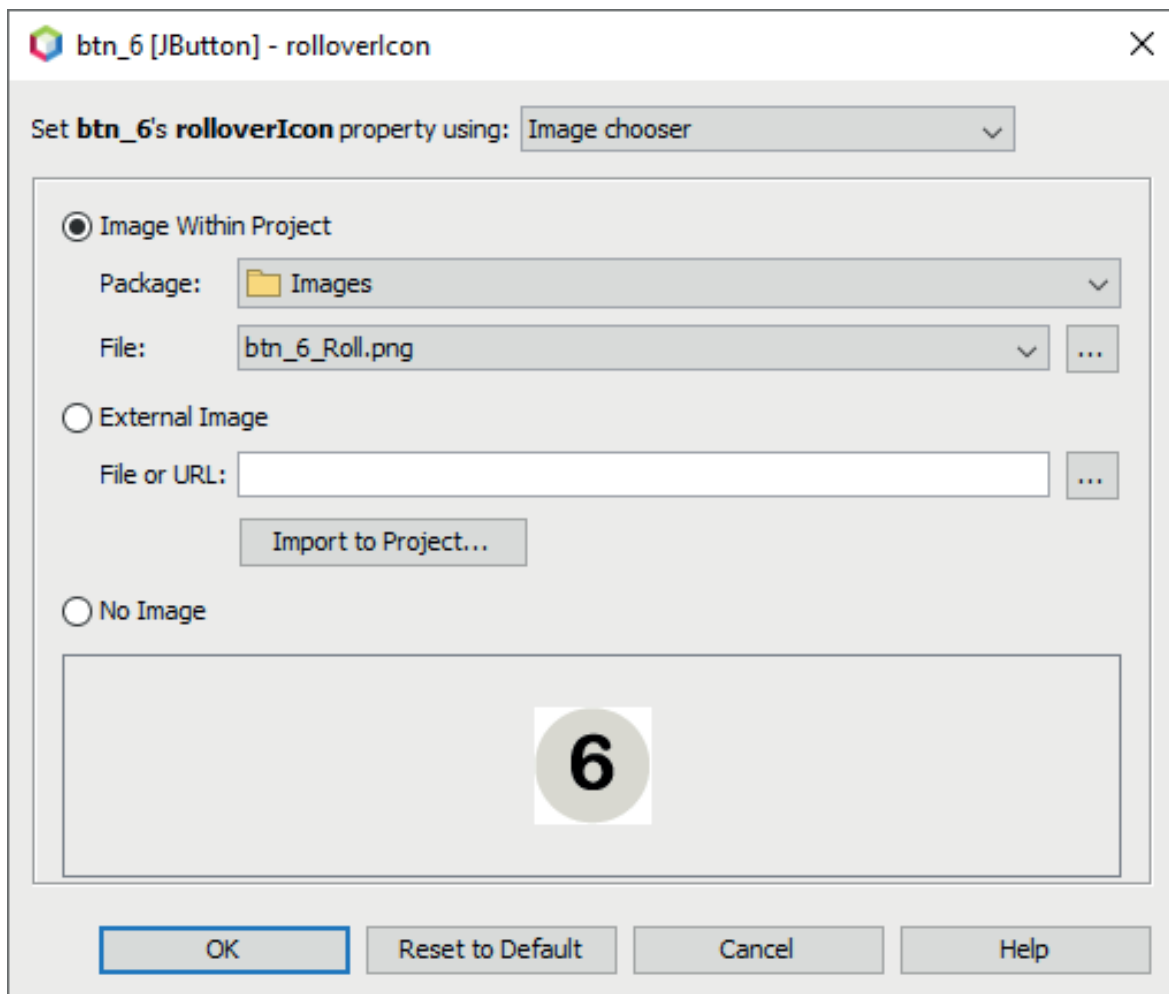 btn_6 [JButton] - rolloverIcon
Set btn_6's rolloverIcon property using: Image chooser
Image Within Project
Package: Images
File: btn_6_Roll.png ...
External Image
File or URL: ...
Import to Project...
No Image
6
OK Reset to Default Cancel Help